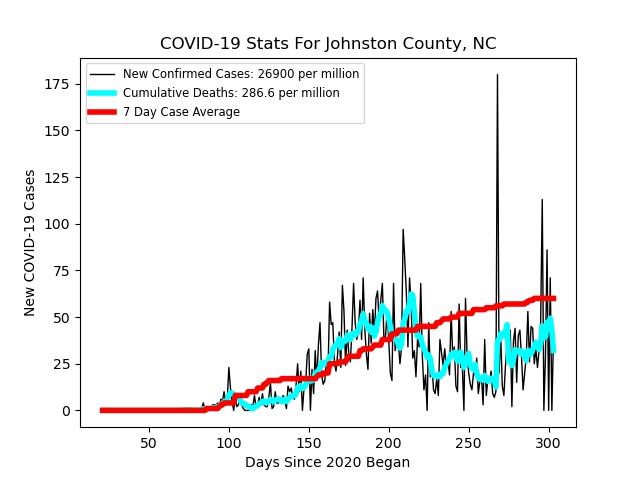 COVID-19 Stats For Johnston County, NC
New Confirmed Cases: 26900 per million
Cumulative Deaths: 286.6 per million
7 Day Case Average
175
150
125
100
75
50
25
0
New COVID-19 Cases
50 100 150 200 250 300
Days Since 2020 Began